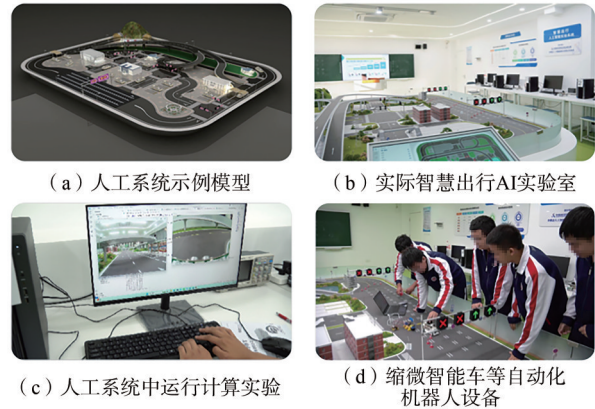 （a）人工系统示例模型
（b）实际智慧出行AI实验室
（c）人工系统中运行计算实验
（d）缩微智能车等自动化
机器人设备